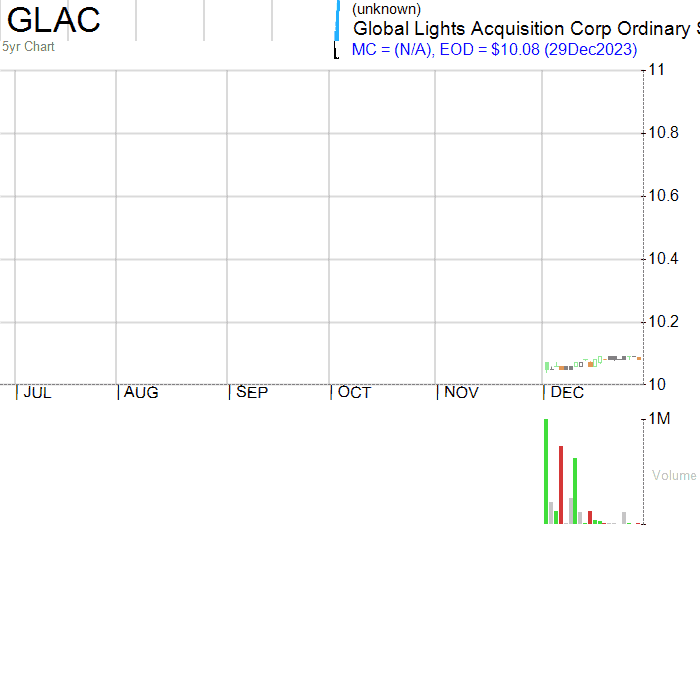 GLAC
5yr Chart
(unknown)
Global Lights Acquisition Corp Ordinary S
MC = (N/A), EOD = $10.08 (29Dec2023)
11
10.8
10.6
10.4
10.2
10
JUL AUG SEP OCT NOV DEC
1M
Volume